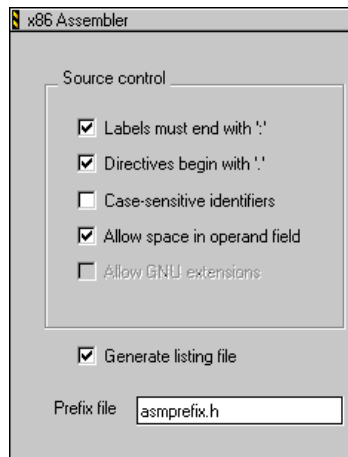 x86 Assembler
Source control
Labels must end with ':'
Directives begin with '.'
Case-sensitive identifiers
Allow space in operand field
Allow GNU extensions
Generate listing file
Prefix file asmprefix.h